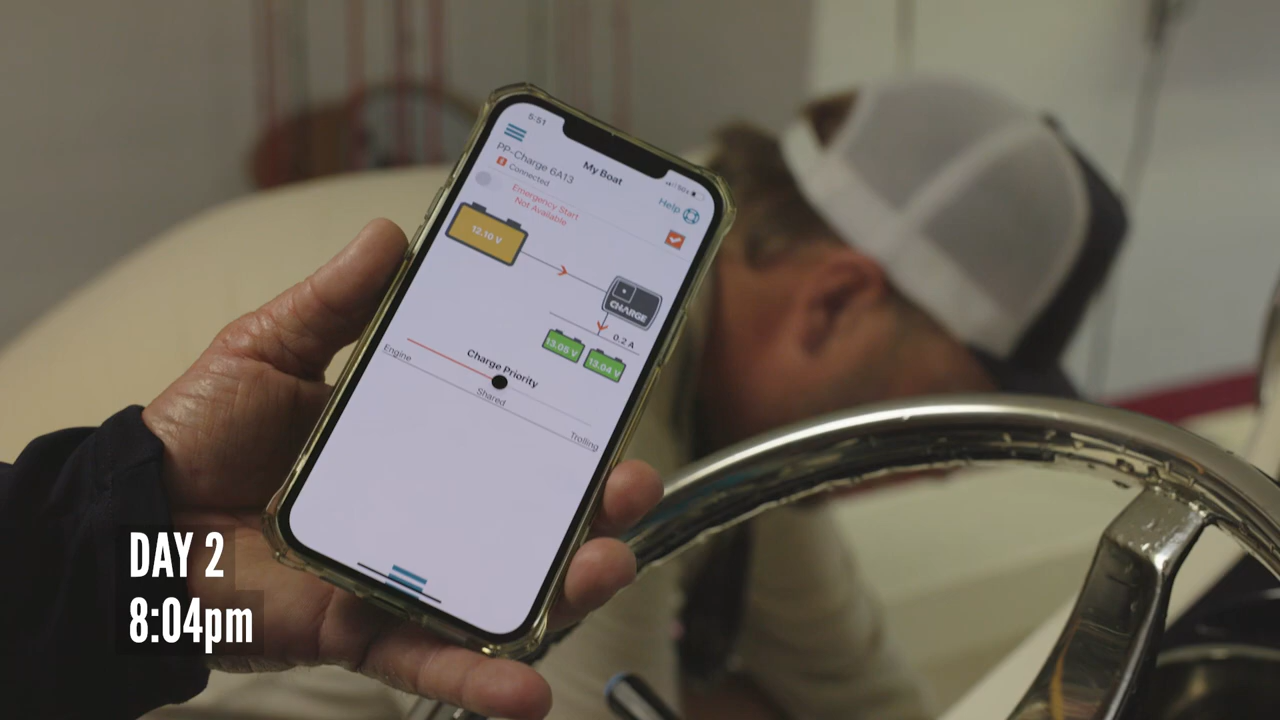 5:51
My Boat
PP-Charge 6A13
Connected
Help
Emergency Start
Not Available
12.10 V
CHARGE
0.2 A
13.05 V
13.04 V
Charge Priority
Engine
Shared
Trolling
DAY 2
8:04pm